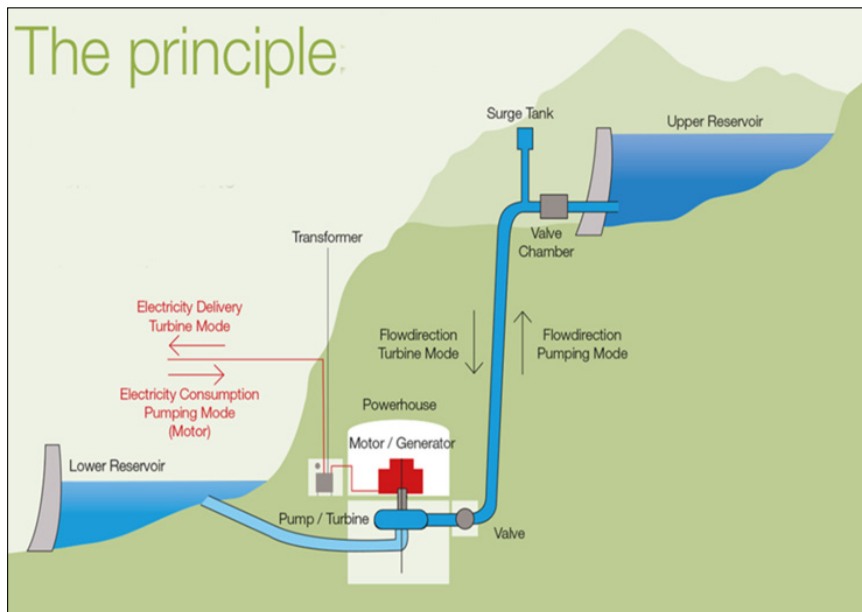 The principle
Surge Tank
Upper Reservoir
Valve
Chamber
Transformer
Electricity Delivery
Turbine Mode
Flowdirection
Turbine Mode
Flowdirection
Pumping Mode
Electricity Consumption
Pumping Mode
(Motor)
Powerhouse
Motor / Generator
Lower Reservoir
Pump / Turbine
Valve